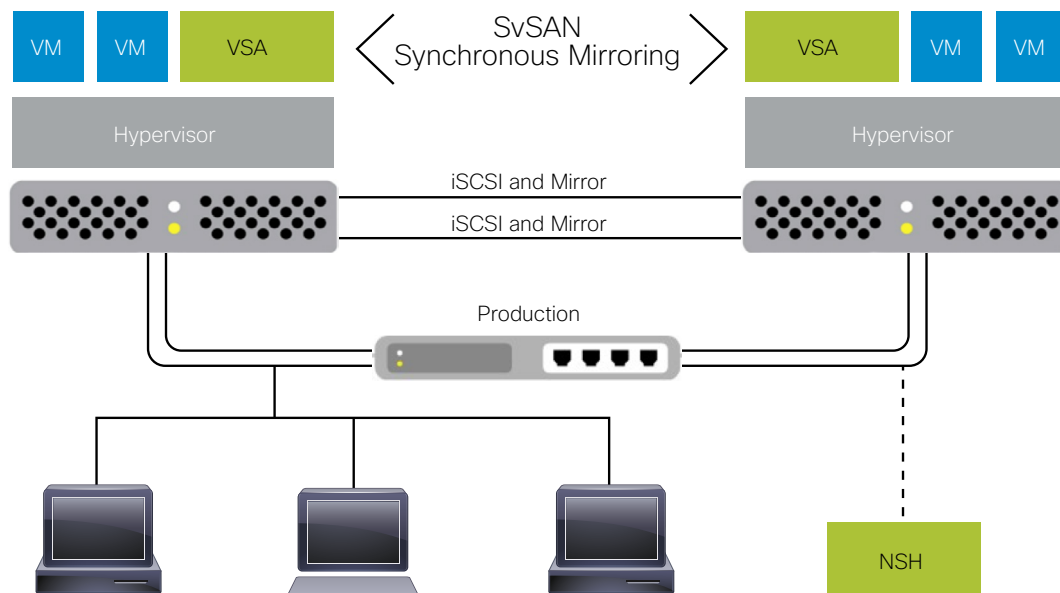 SvSAN
Synchronous Mirroring
VM
VM
VSA
VSA
VM
VM
Hypervisor
Hypervisor
iSCSI and Mirror
iSCSI and Mirror
Production
NSH